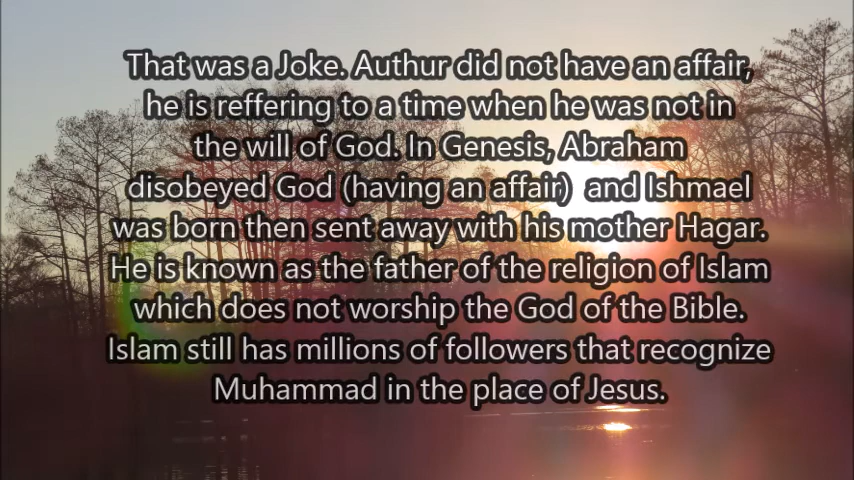 That was a Joke. Authur did not have an affair,
he is reffering to a time when he was not in
the will of God. In Genesis, Abraham
disobeyed God (having an affair)  and Ishmael
was born then sent away with his mother Hagar.
He is known as the father of the religion of Islam
which does not worship the God of the Bible.
Islam still has millions of followers that recognize
Muhammad in the place of Jesus.